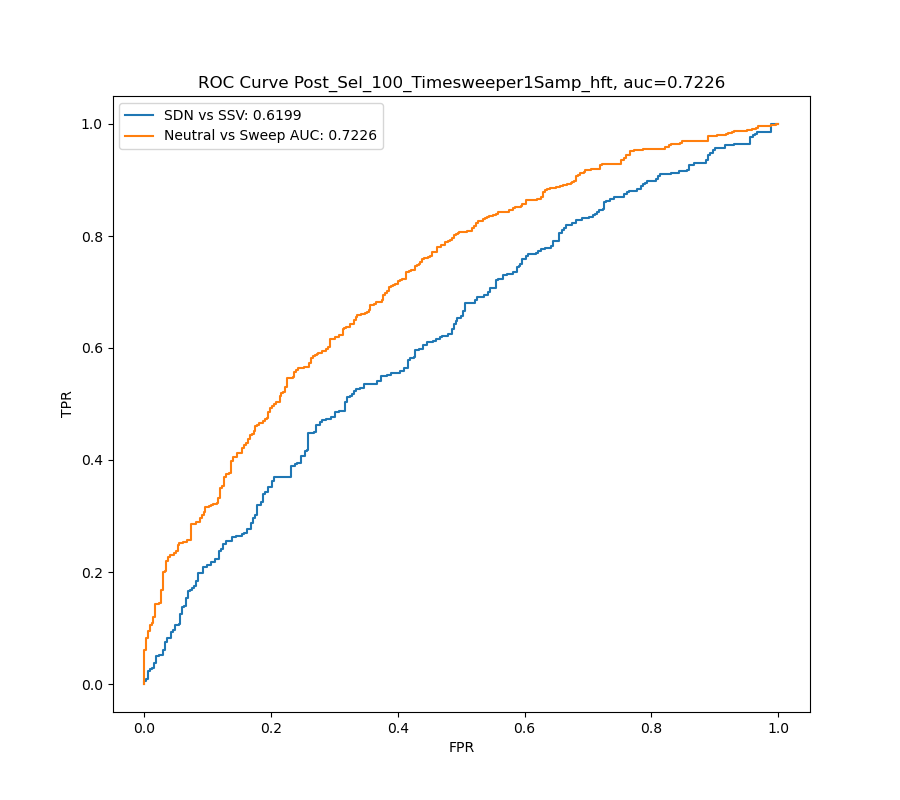 ROC Curve Post_Sel_100_Timesweeper1Samp_hft, auc=0.7226
SDN vs SSV: 0.6199
Neutral vs Sweep AUC: 0.7226
1.0
0.8
0.6
0.4
0.2
0.0
TPR
0.0 0.2 0.4 0.6 0.8 1.0
FPR